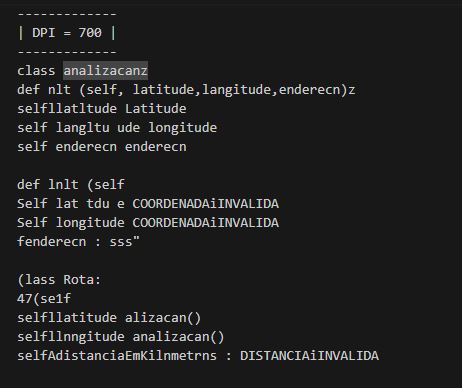 -------------
| DPI = 700 |
-------------
class analizacanz
def nlt (self, latitude,langitude,enderecn)z
selfllatltude Latitude
self langltu ude longitude
self enderecn enderecn

def lnlt (self
Self lat tdu e COORDENADAiINVALIDA
Self longitude COORDENADAiINVALIDA
fenderecn : sss"

(lass Rota:
47(se1f
selfllatitude alizacan()
selfllnngitude analizacan()
selfAdistanciaEmKilnmetrns : DISTANCIAiINVALIDA